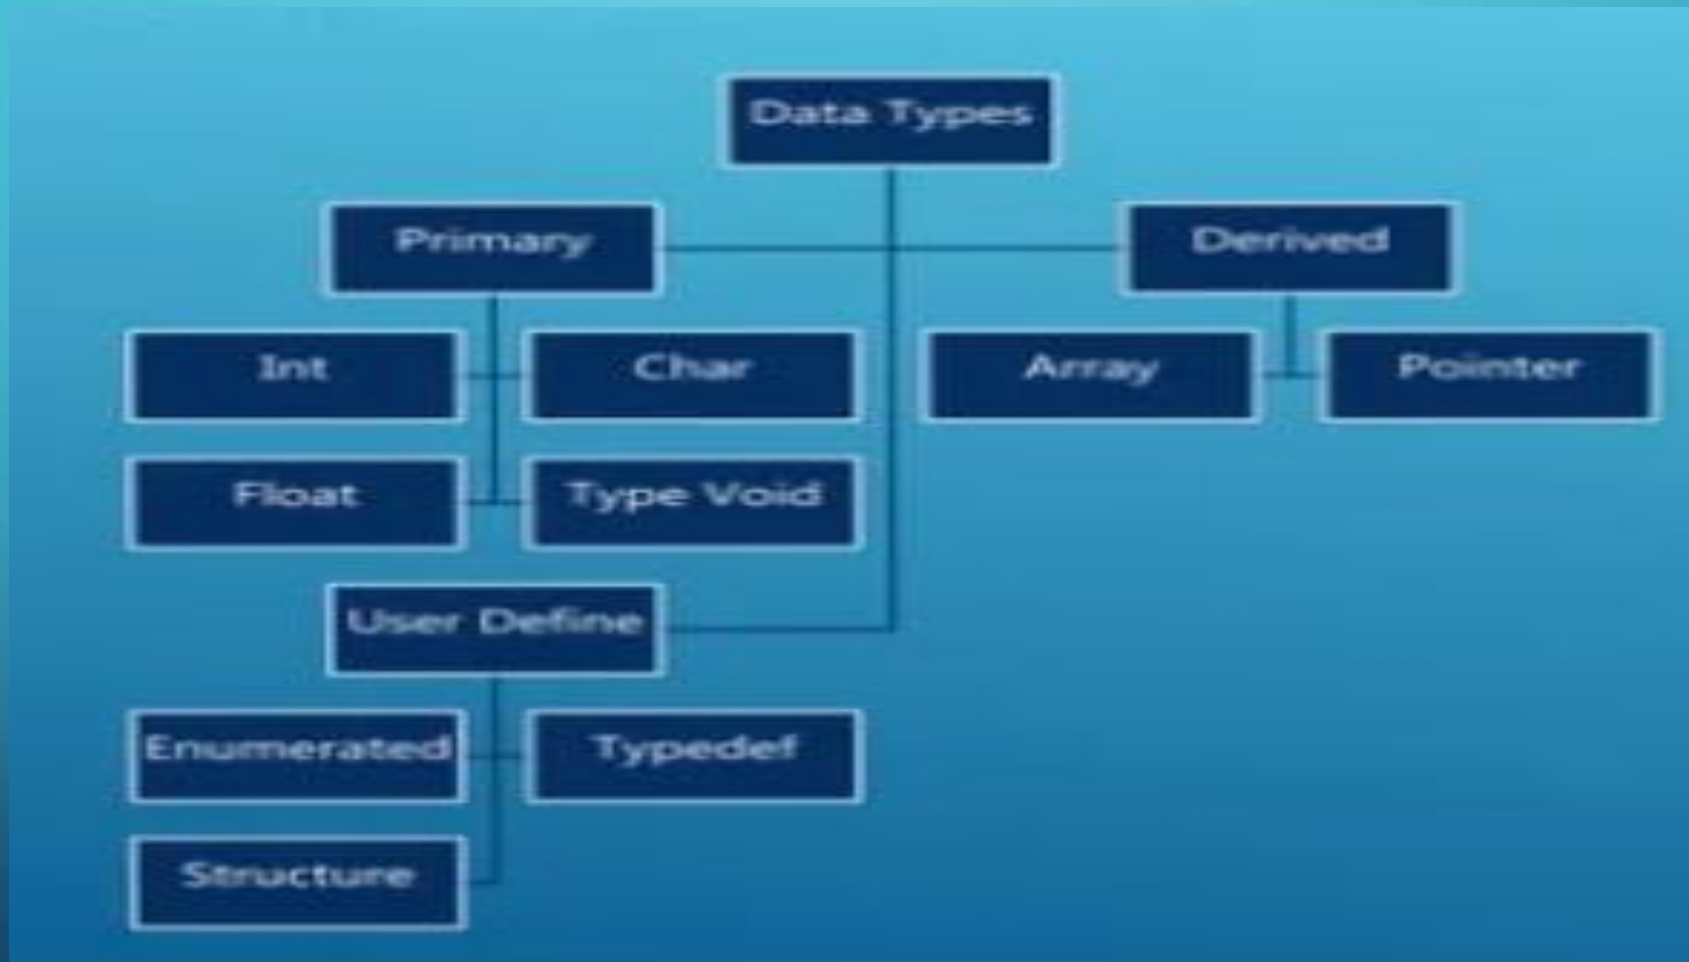 Data Types
Primary
Derived
Int
Char
Array
Pointer
Float
Type Void
User Define
Enumerated
Typedef
Structure